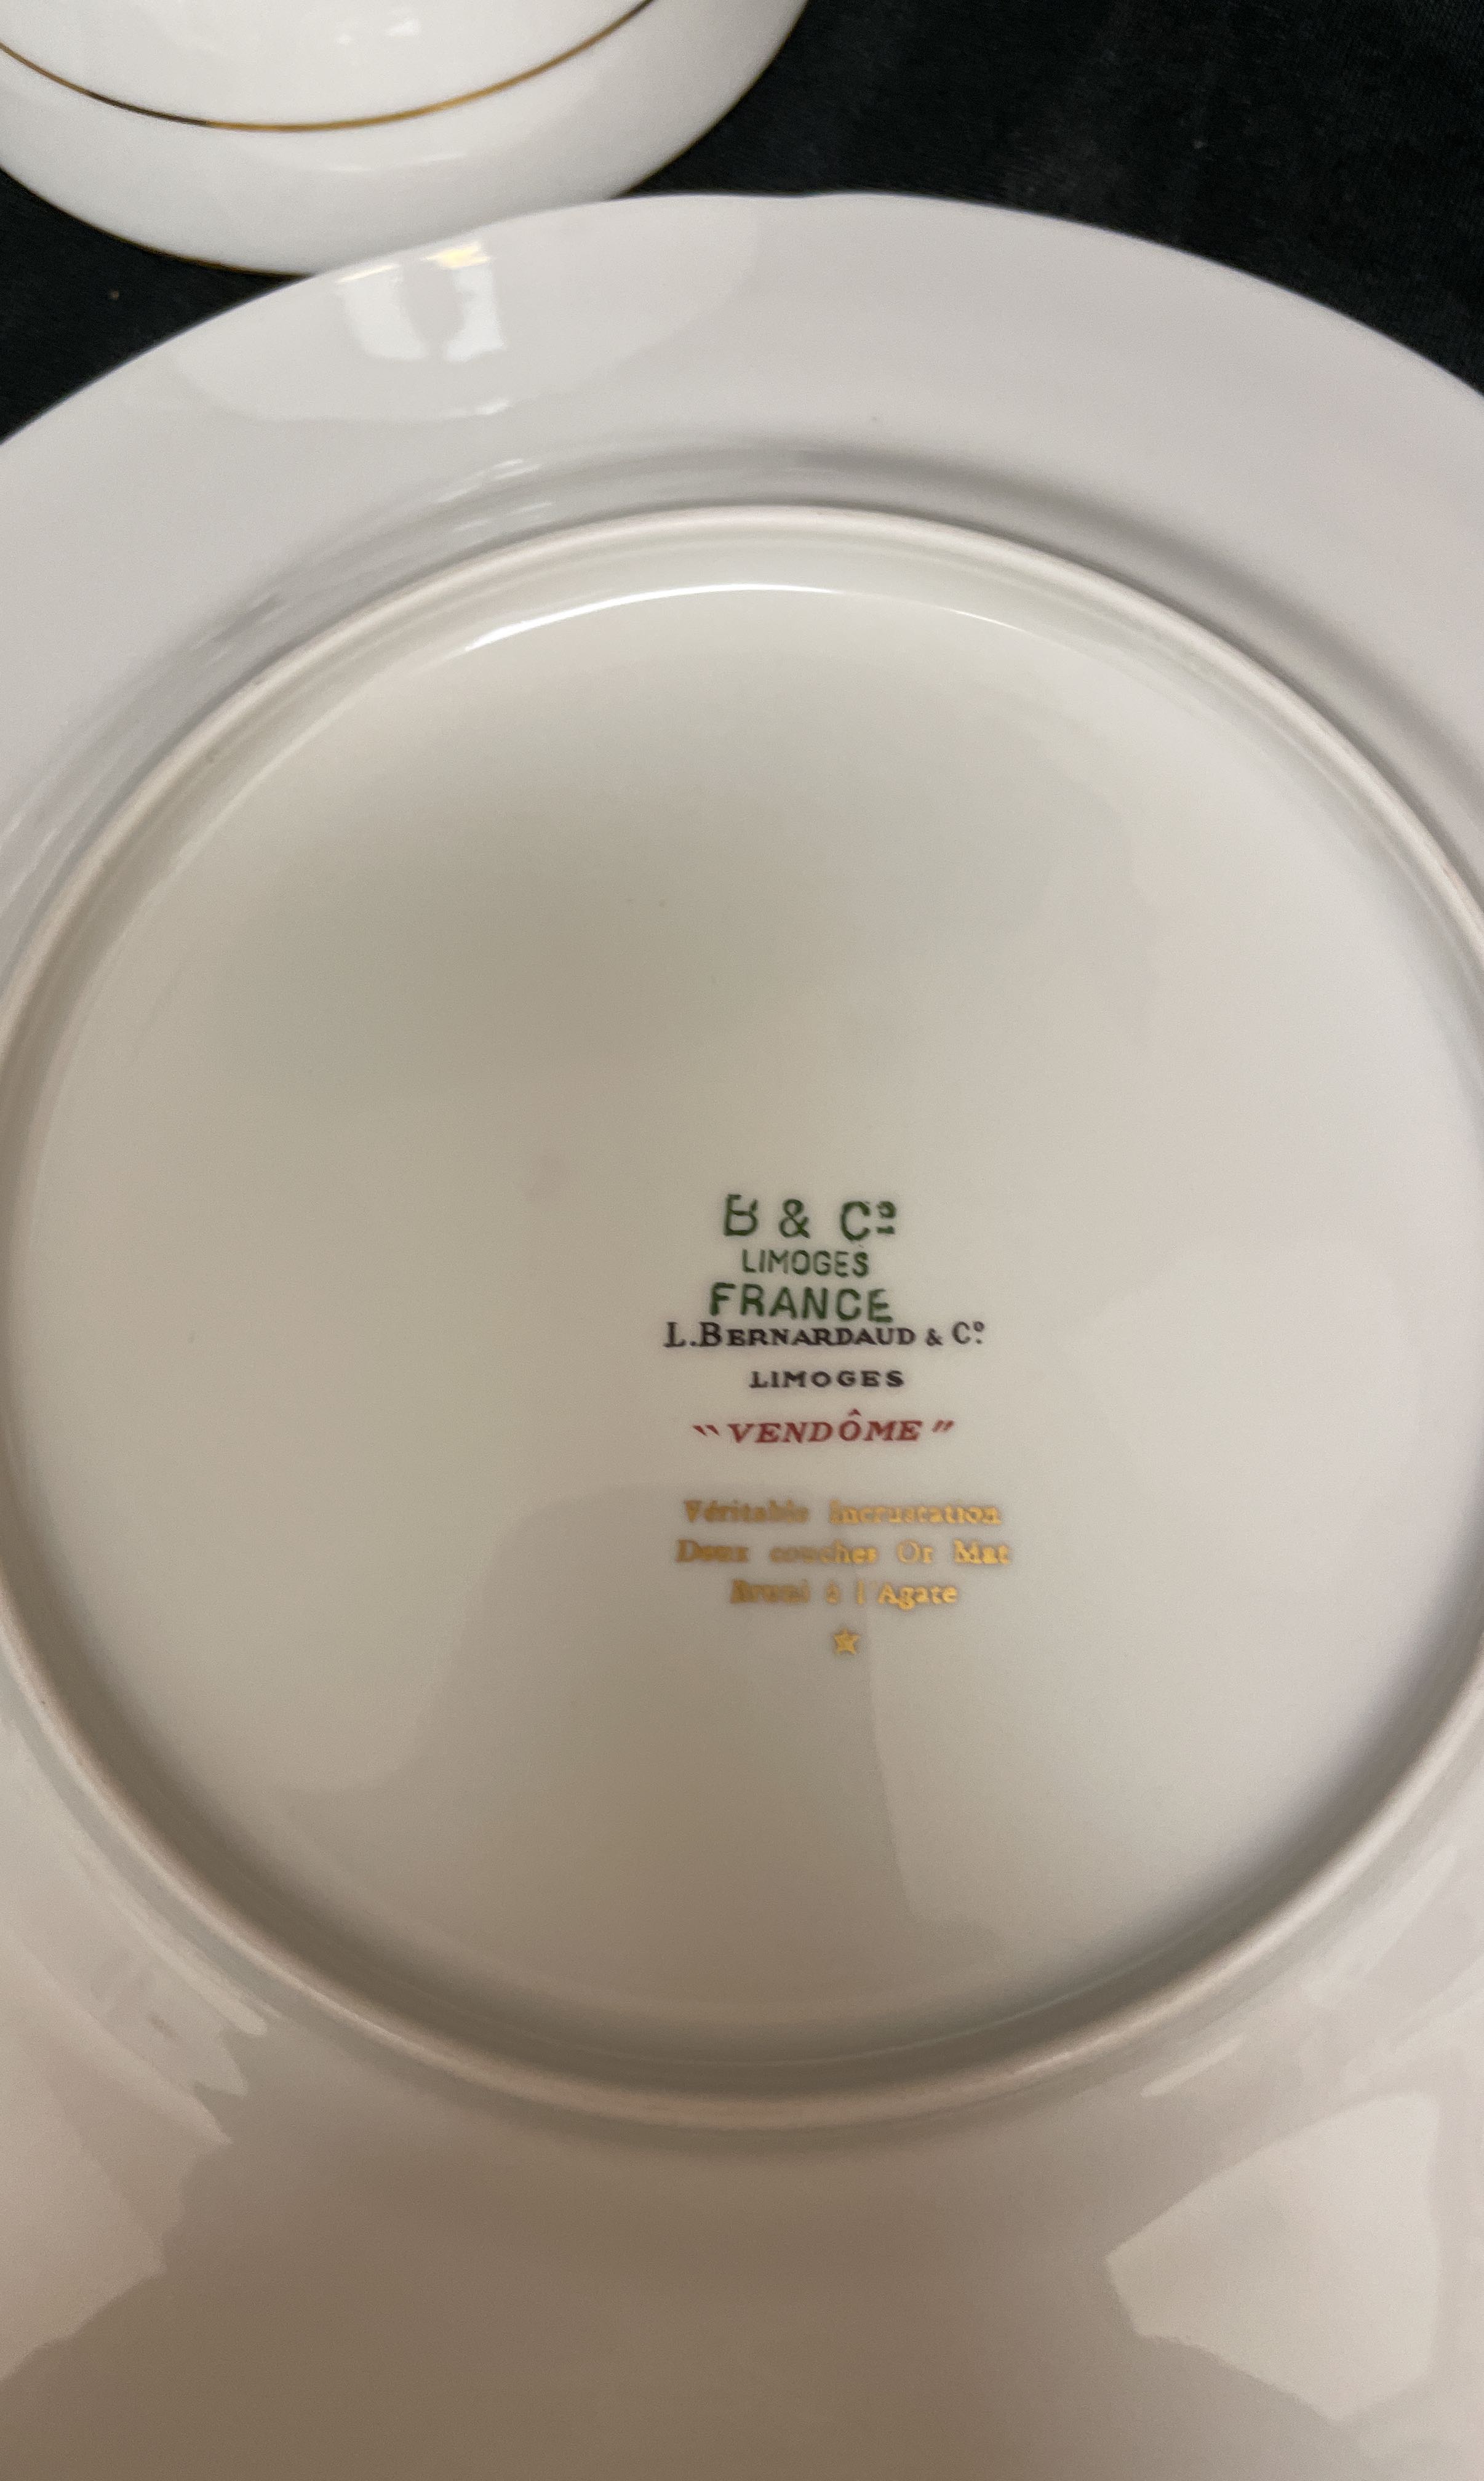 B & Cº
LIMOGES
FRANCE
L. BERNARDAUD & Cº
LIMOGES
"VENDÔME"
Véritable Incrustation
Deux couches Or Mat
Bruni à l'Agate